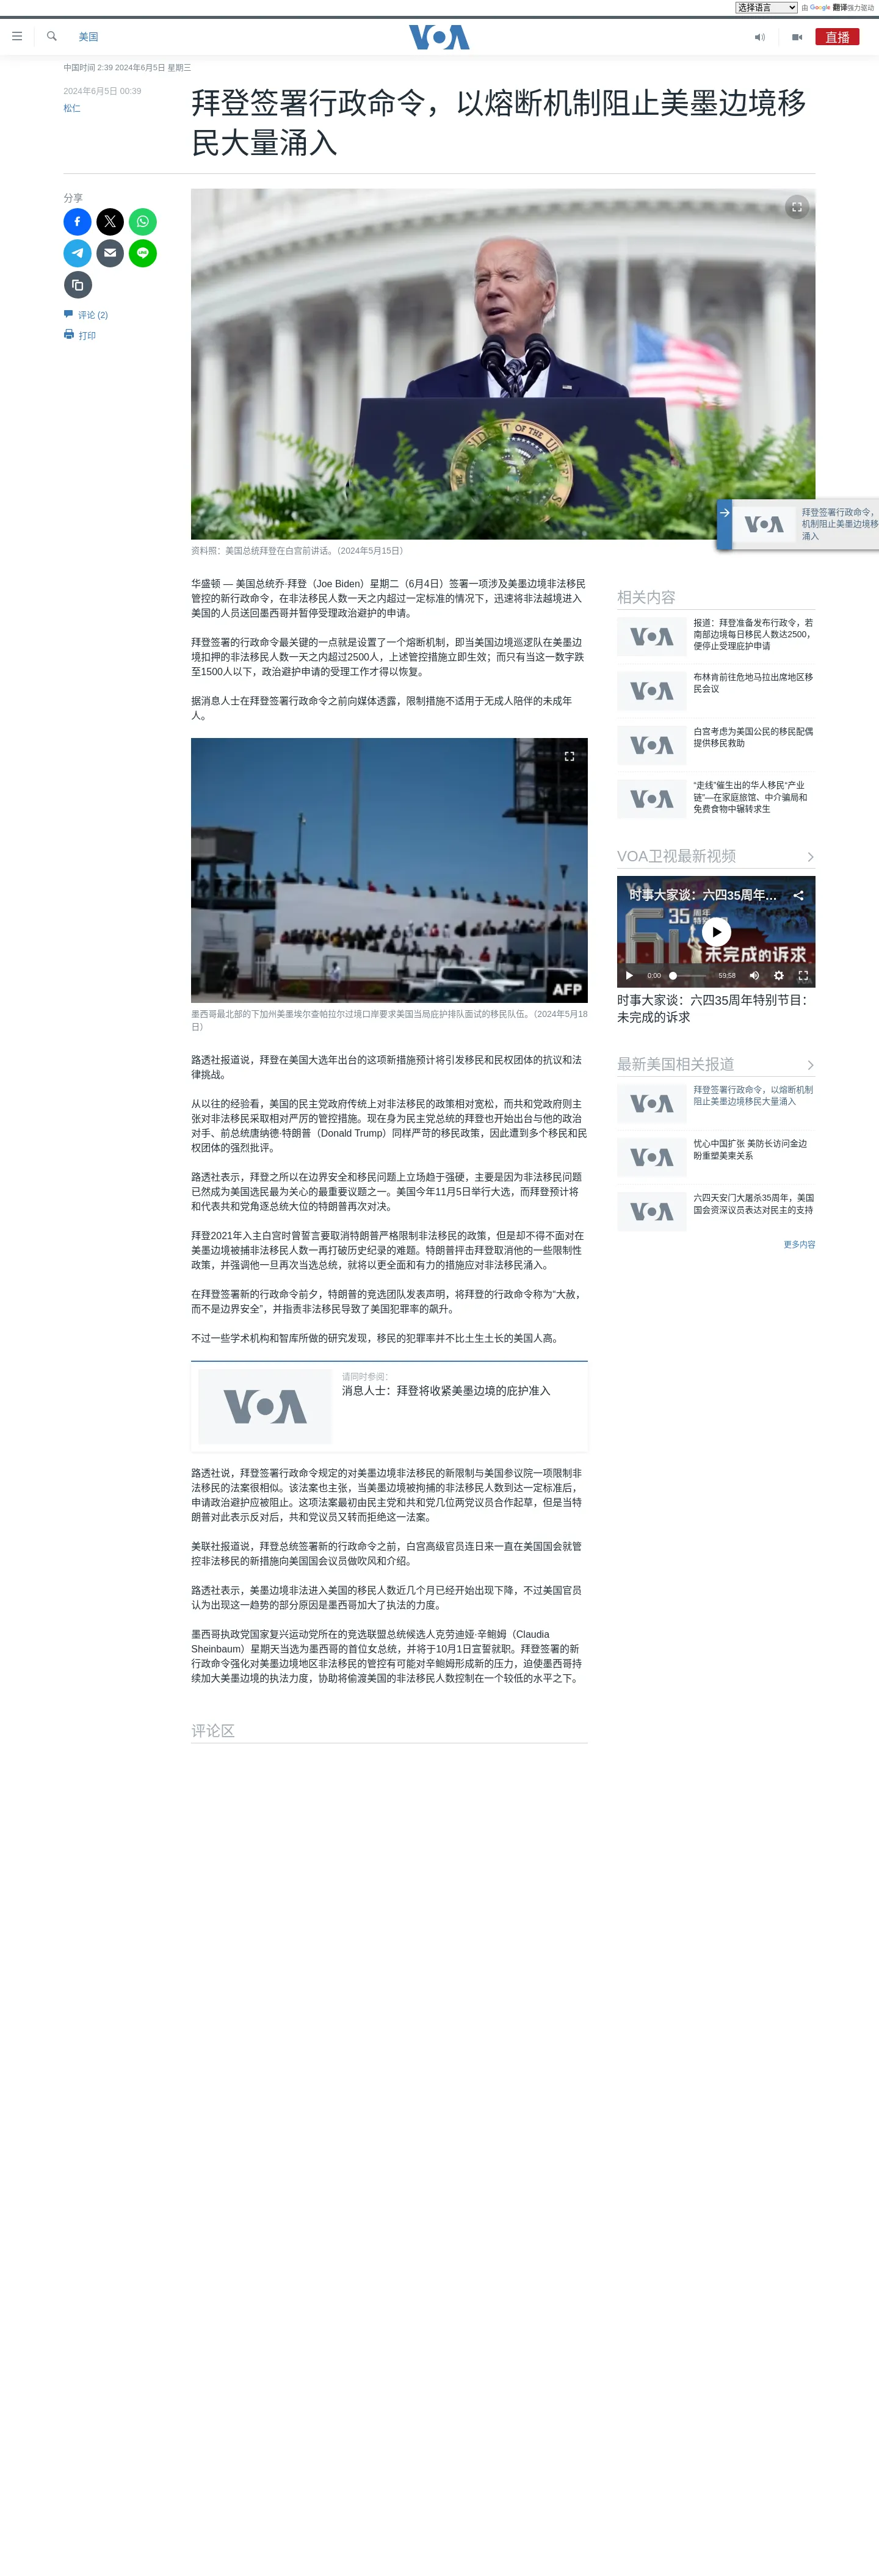 选择语言 由 Google 翻译強力驱动
美国
VOA
直播
中国时间 2:39 2024年6月5日 星期三
2024年6月5日 00:39
松仁
拜登签署行政命令，以熔断机制阻止美墨边境移
民大量涌入
分享
评论 (2)
打印
资料照：美国总统拜登在白宫前讲话。（2024年5月15日）
VOA
拜登签署行政命令，
机制阻止美墨边境移
涌入
华盛顿 — 美国总统乔·拜登（Joe Biden）星期二（6月4日）签署一项涉及美墨边境非法移民
管控的新行政命令，在非法移民人数一天之内超过一定标准的情况下，迅速将非法越境进入
美国的人员送回墨西哥并暂停受理政治避护的申请。
拜登签署的行政命令最关键的一点就是设置了一个熔断机制，即当美国边境巡逻队在美墨边
境扣押的非法移民人数一天之内超过2500人，上述管控措施立即生效；而只有当这一数字跌
至1500人以下，政治避护申请的受理工作才得以恢复。
据消息人士在拜登签署行政命令之前向媒体透露，限制措施不适用于无成人陪伴的未成年
人。
AFP
墨西哥最北部的下加州美墨埃尔查帕拉尔过境口岸要求美国当局庇护排队面试的移民队伍。（2024年5月18
日）
路透社报道说，拜登在美国大选年出台的这项新措施预计将引发移民和民权团体的抗议和法
律挑战。
从以往的经验看，美国的民主党政府传统上对非法移民的政策相对宽松，而共和党政府则主
张对非法移民采取相对严厉的管控措施。现在身为民主党总统的拜登也开始出台与他的政治
对手、前总统唐纳德·特朗普（Donald Trump）同样严苛的移民政策，因此遭到多个移民和民
权团体的强烈批评。
路透社表示，拜登之所以在边界安全和移民问题上立场趋于强硬，主要是因为非法移民问题
已然成为美国选民最为关心的最重要议题之一。美国今年11月5日举行大选，而拜登预计将
和代表共和党角逐总统大位的特朗普再次对决。
拜登2021年入主白宫时曾誓言要取消特朗普严格限制非法移民的政策，但是却不得不面对在
美墨边境被捕非法移民人数一再打破历史纪录的难题。特朗普抨击拜登取消他的一些限制性
政策，并强调他一旦再次当选总统，就将以更全面和有力的措施应对非法移民涌入。
在拜登签署新的行政命令前夕，特朗普的竞选团队发表声明，将拜登的行政命令称为“大赦，
而不是边界安全”，并指责非法移民导致了美国犯罪率的飙升。
不过一些学术机构和智库所做的研究发现，移民的犯罪率并不比土生土长的美国人高。
VOA
请同时参阅：
消息人士：拜登将收紧美墨边境的庇护准入
路透社说，拜登签署行政命令规定的对美墨边境非法移民的新限制与美国参议院一项限制非
法移民的法案很相似。该法案也主张，当美墨边境被拘捕的非法移民人数到达一定标准后，
申请政治避护应被阻止。这项法案最初由民主党和共和党几位两党议员合作起草，但是当特
朗普对此表示反对后，共和党议员又转而拒绝这一法案。
美联社报道说，拜登总统签署新的行政命令之前，白宫高级官员连日来一直在美国国会就管
控非法移民的新措施向美国国会议员做吹风和介绍。
路透社表示，美墨边境非法进入美国的移民人数近几个月已经开始出现下降，不过美国官员
认为出现这一趋势的部分原因是墨西哥加大了执法的力度。
墨西哥执政党国家复兴运动党所在的竞选联盟总统候选人克劳迪娅·辛鲍姆（Claudia
Sheinbaum）星期天当选为墨西哥的首位女总统，并将于10月1日宣誓就职。拜登签署的新
行政命令强化对美墨边境地区非法移民的管控有可能对辛鲍姆形成新的压力，迫使墨西哥持
续加大美墨边境的执法力度，协助将偷渡美国的非法移民人数控制在一个较低的水平之下。
评论区
相关内容
VOA
报道：拜登准备发布行政令，若
南部边境每日移民人数达2500，
便停止受理庇护申请
VOA
布林肯前往危地马拉出席地区移
民会议
VOA
白宫考虑为美国公民的移民配偶
提供移民救助
VOA
“走线”催生出的华人移民“产业
链”—在家庭旅馆、中介骗局和
免费食物中辗转求生
VOA卫视最新视频
时事大家谈：六四35周年...
35周年
未完成的诉求
0:00 59:58
时事大家谈：六四35周年特别节目：
未完成的诉求
最新美国相关报道
VOA
拜登签署行政命令，以熔断机制
阻止美墨边境移民大量涌入
VOA
忧心中国扩张 美防长访问金边
盼重塑美柬关系
VOA
六四天安门大屠杀35周年，美国
国会资深议员表达对民主的支持
更多内容